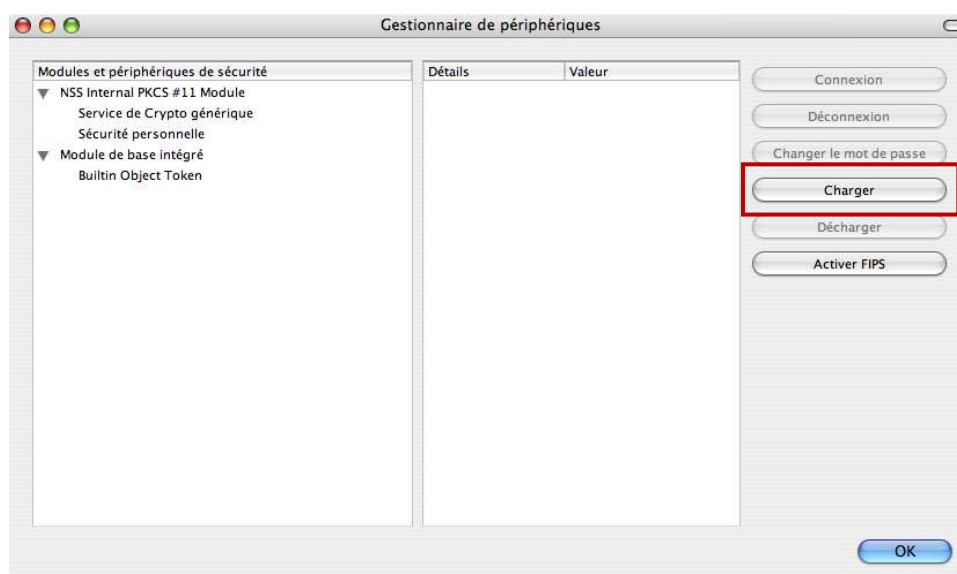 Gestionnaire de périphériques
Modules et périphériques de sécurité
Détails
Valeur
NSS Internal PKCS #11 Module
Service de Crypto générique
Sécurité personnelle
Module de base intégré
Builtin Object Token
Connexion
Déconnexion
Changer le mot de passe
Charger
Décharger
Activer FIPS
OK